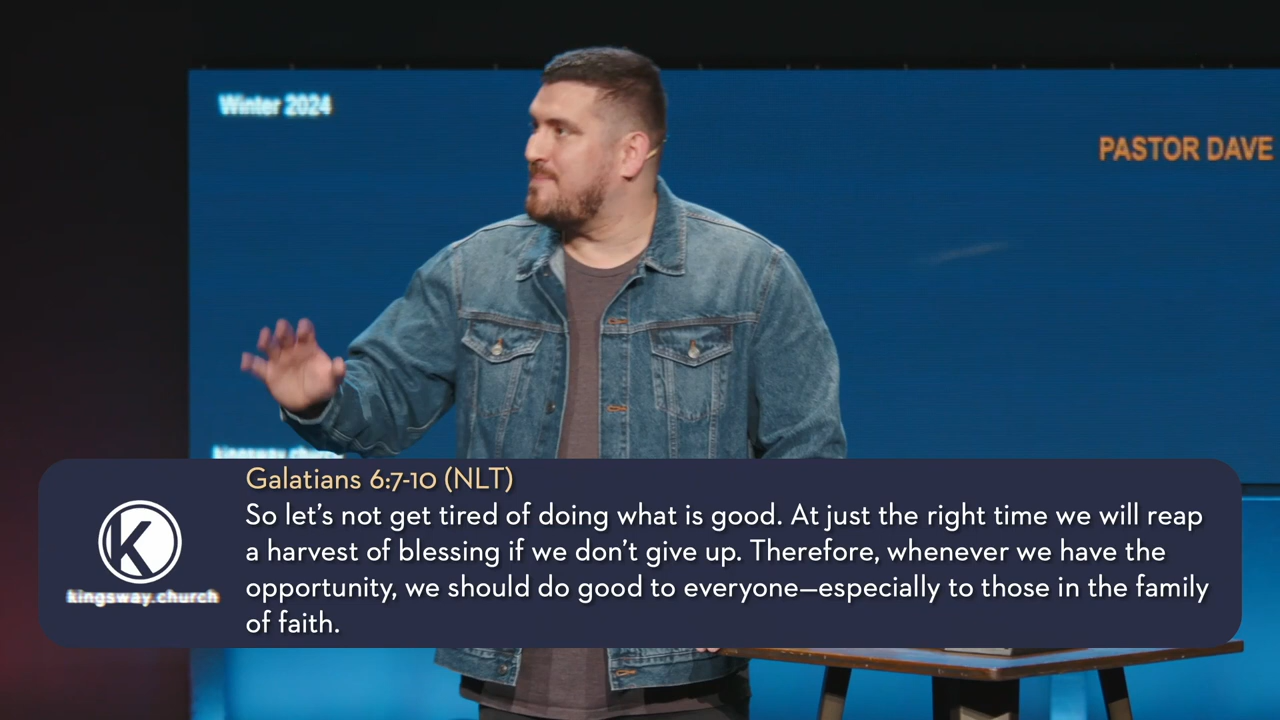 Winter 2024
PASTOR DAVE
kingsway.church
Galatians 6:7-10 (NLT)
So let's not get tired of doing what is good. At just the right time we will reap
a harvest of blessing if we don't give up. Therefore, whenever we have the
opportunity, we should do good to everyone—especially to those in the family
of faith.
K
kingsway.church